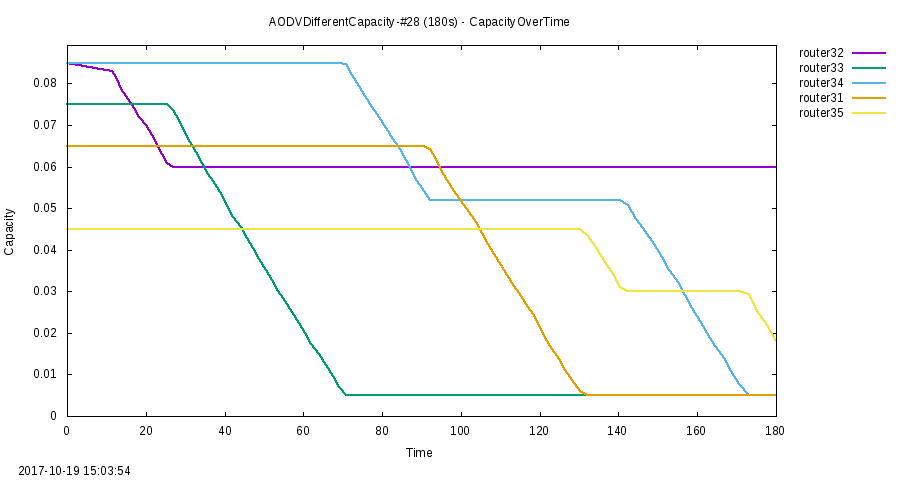 AODVDifferentCapacity-#28 (180s) - CapacityOverTime
router32
router33
router34
router31
router35
0.08
0.07
0.06
0.05
0.04
0.03
0.02
0.01
0
Capacity
0 20 40 60 80 100 120 140 160 180
Time
2017-10-19 15:03:54